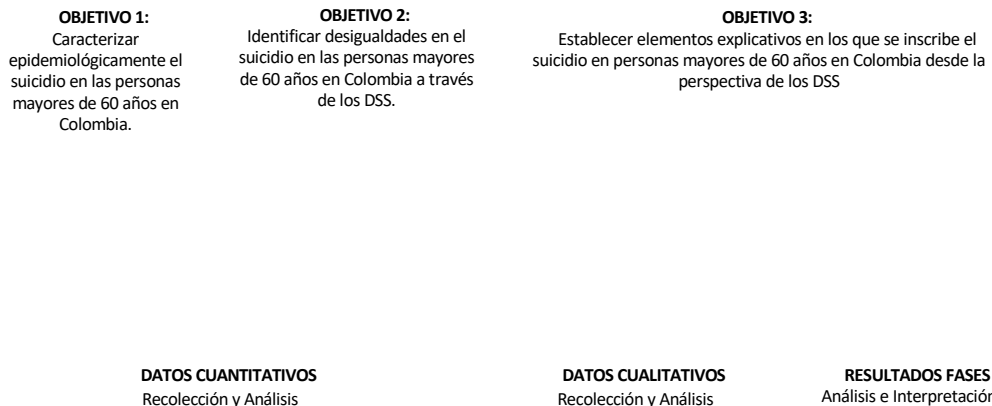 OBJETIVO 1:
Caracterizar
epidemiológicamente el
suicidio en las personas
mayores de 60 años en
Colombia.
OBJETIVO 2:
Identificar desigualdades en el
suicidio en las personas mayores
de 60 años en Colombia a través
de los DSS.
OBJETIVO 3:
Establecer elementos explicativos en los que se inscribe el
suicidio en personas mayores de 60 años en Colombia desde la
perspectiva de los DSS
DATOS CUANTITATIVOS
Recolección y Análisis
DATOS CUALITATIVOS
Recolección y Análisis
RESULTADOS FASES
Análisis e Interpretación